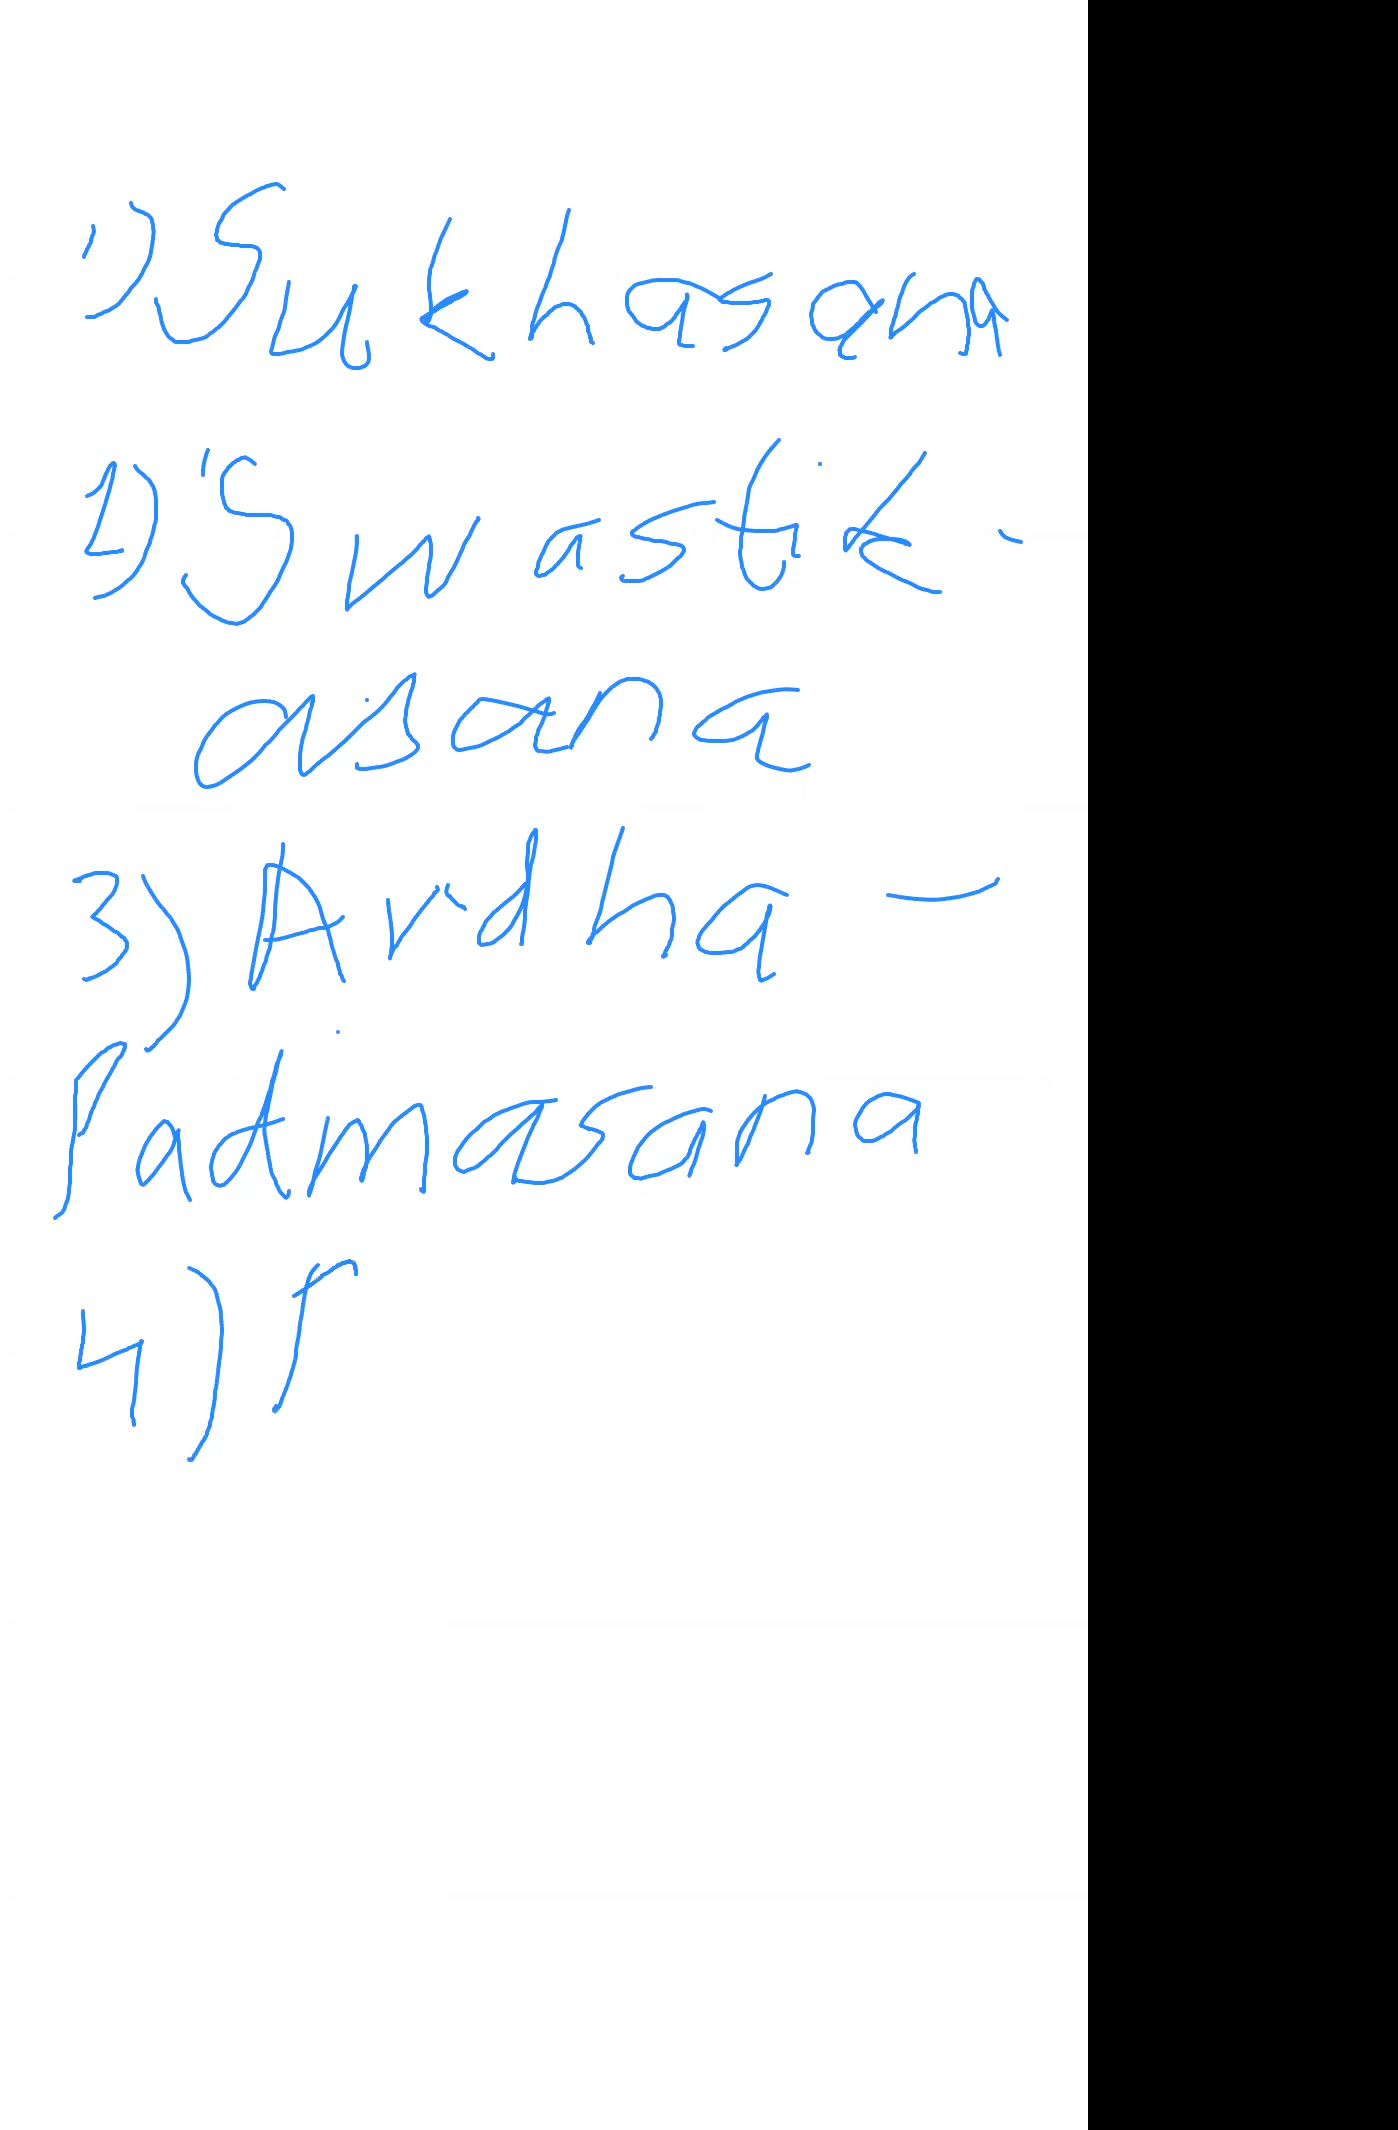 1) Sukhasana
2) Swastik-
asana
3) Ardha -
Padmasana
4) P